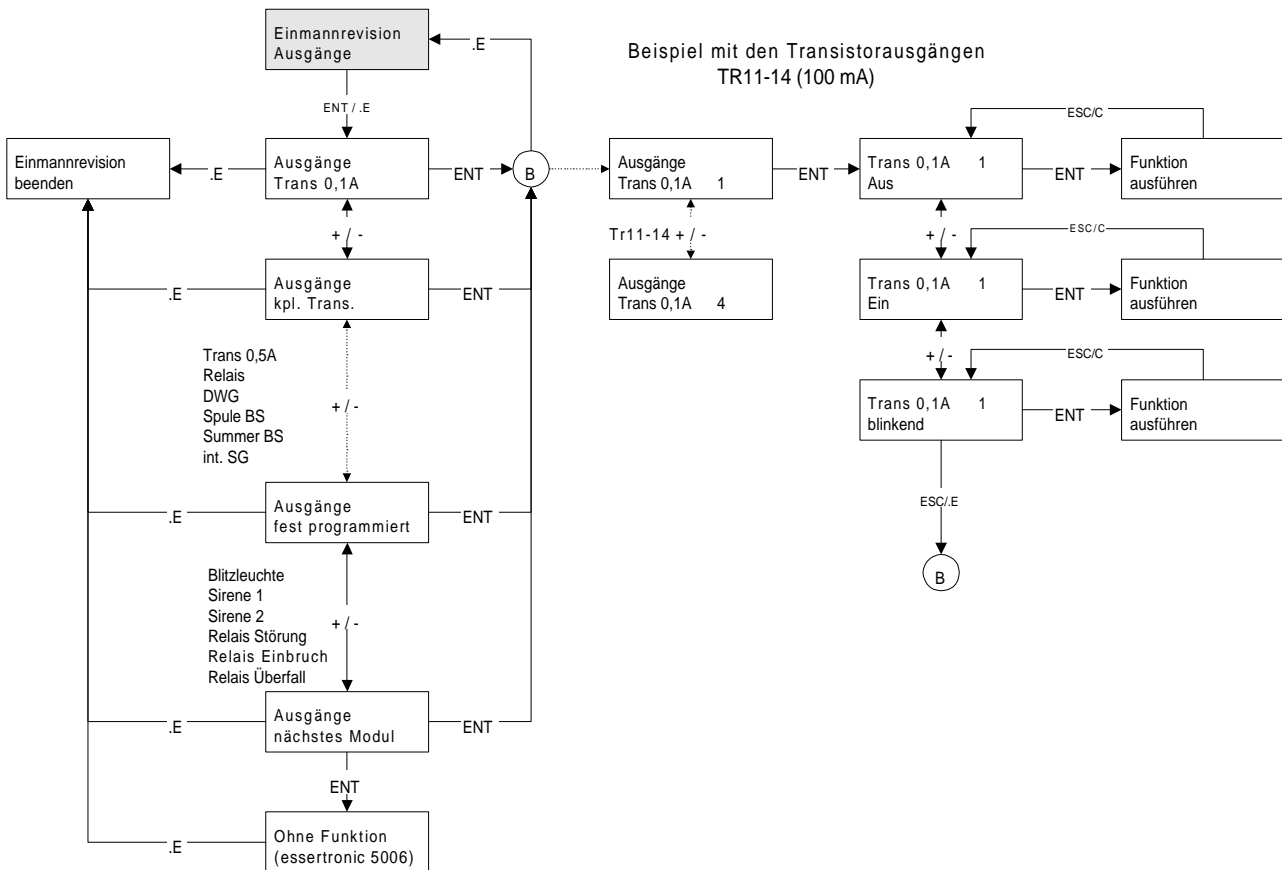 Einmannrevision
Ausgänge
.E
Beispiel mit den Transistorausgängen
TR11-14 (100 mA)
ENT / .E
ESC/C
Einmannrevision
beenden
.E
Ausgänge
Trans 0,1A
ENT
B
Ausgänge
Trans 0,1A 1
ENT
Trans 0,1A 1
Aus
ENT
Funktion
ausführen
+ / -
Tr11-14 + / -
+ / -
ESC/C
.E
Ausgänge
kpl. Trans.
ENT
Ausgänge
Trans 0,1A 4
Trans 0,1A 1
Ein
ENT
Funktion
ausführen
+ / -
ESC/C
Trans 0,5A
Relais
DWG
Spule BS
Summer BS
int. SG
+ / -
Trans 0,1A 1
blinkend
ENT
Funktion
ausführen
.E
Ausgänge
fest programmiert
ENT
ESC/.E
B
Blitzleuchte
Sirene 1
Sirene 2
Relais Störung
Relais Einbruch
Relais Überfall
+ / -
.E
Ausgänge
nächstes Modul
ENT
ENT
.E
Ohne Funktion
(essertronic 5006)